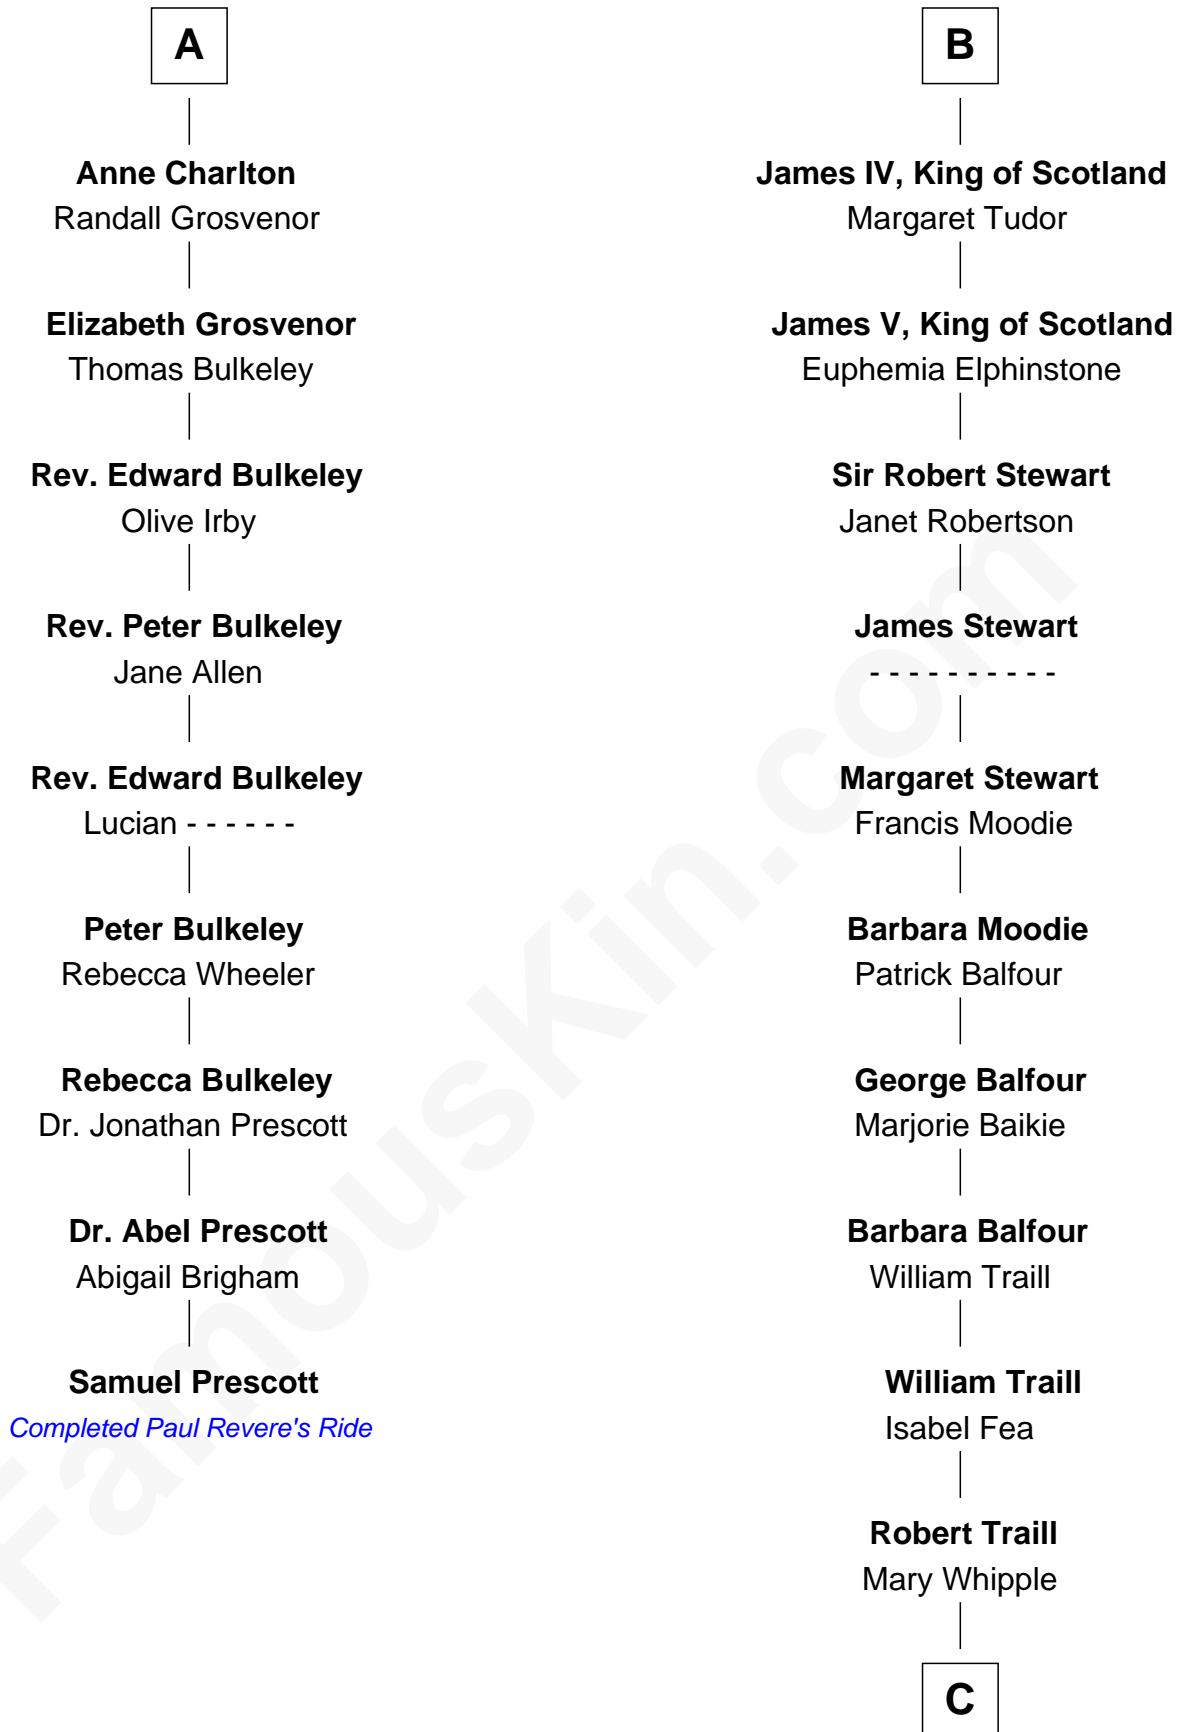 A
Anne Charlton
Randall Grosvenor
Elizabeth Grosvenor
Thomas Bulkeley
Rev. Edward Bulkeley
Olive Irby
Rev. Peter Bulkeley
Jane Allen
Rev. Edward Bulkeley
Lucian - - - - - -
Peter Bulkeley
Rebecca Wheeler
Rebecca Bulkeley
Dr. Jonathan Prescott
Dr. Abel Prescott
Abigail Brigham
Samuel Prescott
Completed Paul Revere's Ride
B
James IV, King of Scotland
Margaret Tudor
James V, King of Scotland
Euphemia Elphinstone
Sir Robert Stewart
Janet Robertson
James Stewart
- - - - - - - - - -
Margaret Stewart
Francis Moodie
Barbara Moodie
Patrick Balfour
George Balfour
Marjorie Baikie
Barbara Balfour
William Traill
William Traill
Isabel Fea
Robert Traill
Mary Whipple
C
FamousKin.com